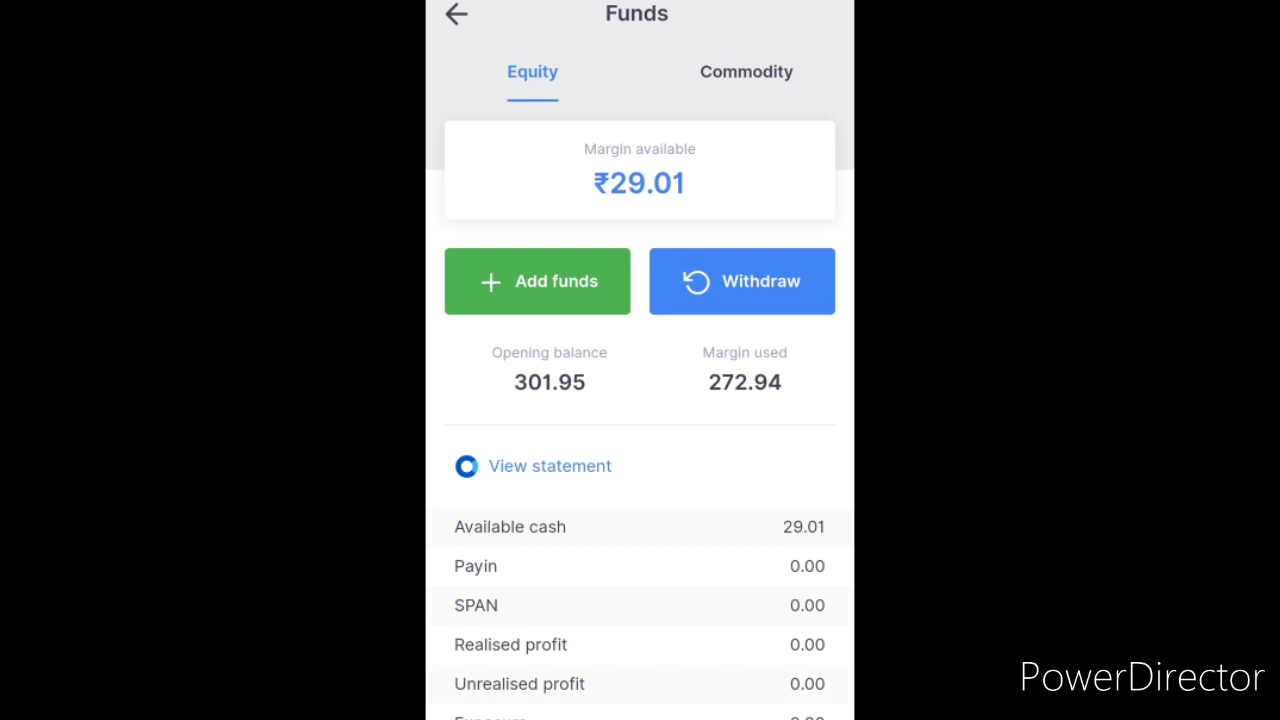 Funds
Equity Commodity
Margin available
₹29.01
Add funds Withdraw
Opening balance Margin used
301.95 272.94
View statement
Available cash 29.01
Payin 0.00
SPAN 0.00
Realised profit 0.00
Unrealised profit 0.00
PowerDirector